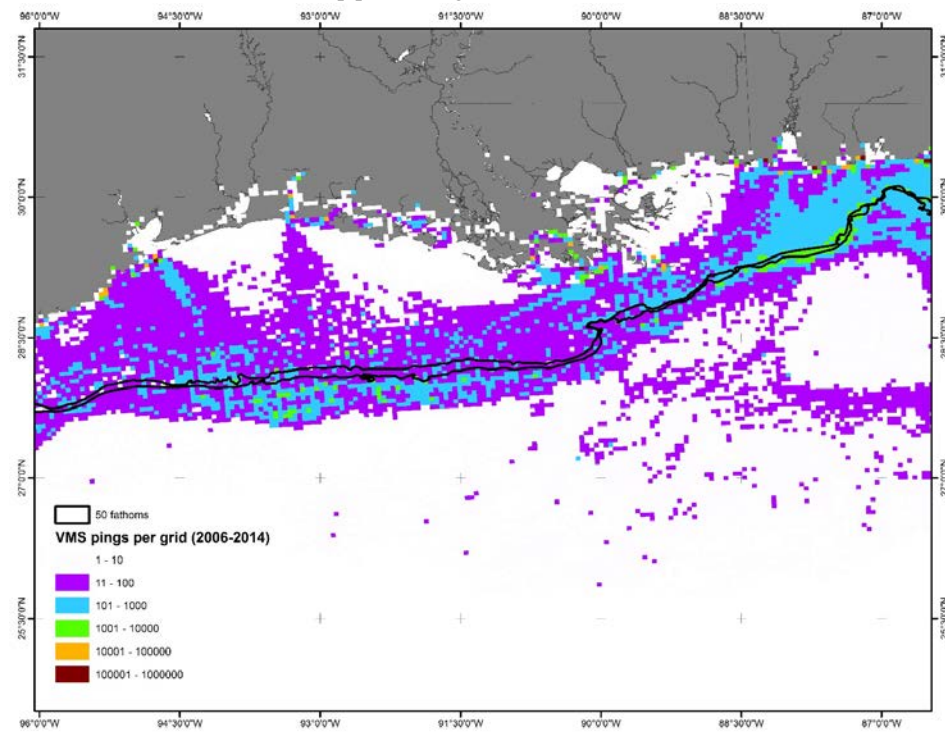 96°0'0"W 94°30'0"W 93°0'0"W 91°30'0"W 90°0'0"W 88°30'0"W 87°0'0"W
31°30'0"N
30°0'0"N
28°30'0"N
27°0'0"N
25°30'0"N
50 fathoms
VMS pings per grid (2006-2014)
1 - 10
11 - 100
101 - 1000
1001 - 10000
10001 - 100000
100001 - 1000000
96°0'0"W 94°30'0"W 93°0'0"W 91°30'0"W 90°0'0"W 88°30'0"W 87°0'0"W